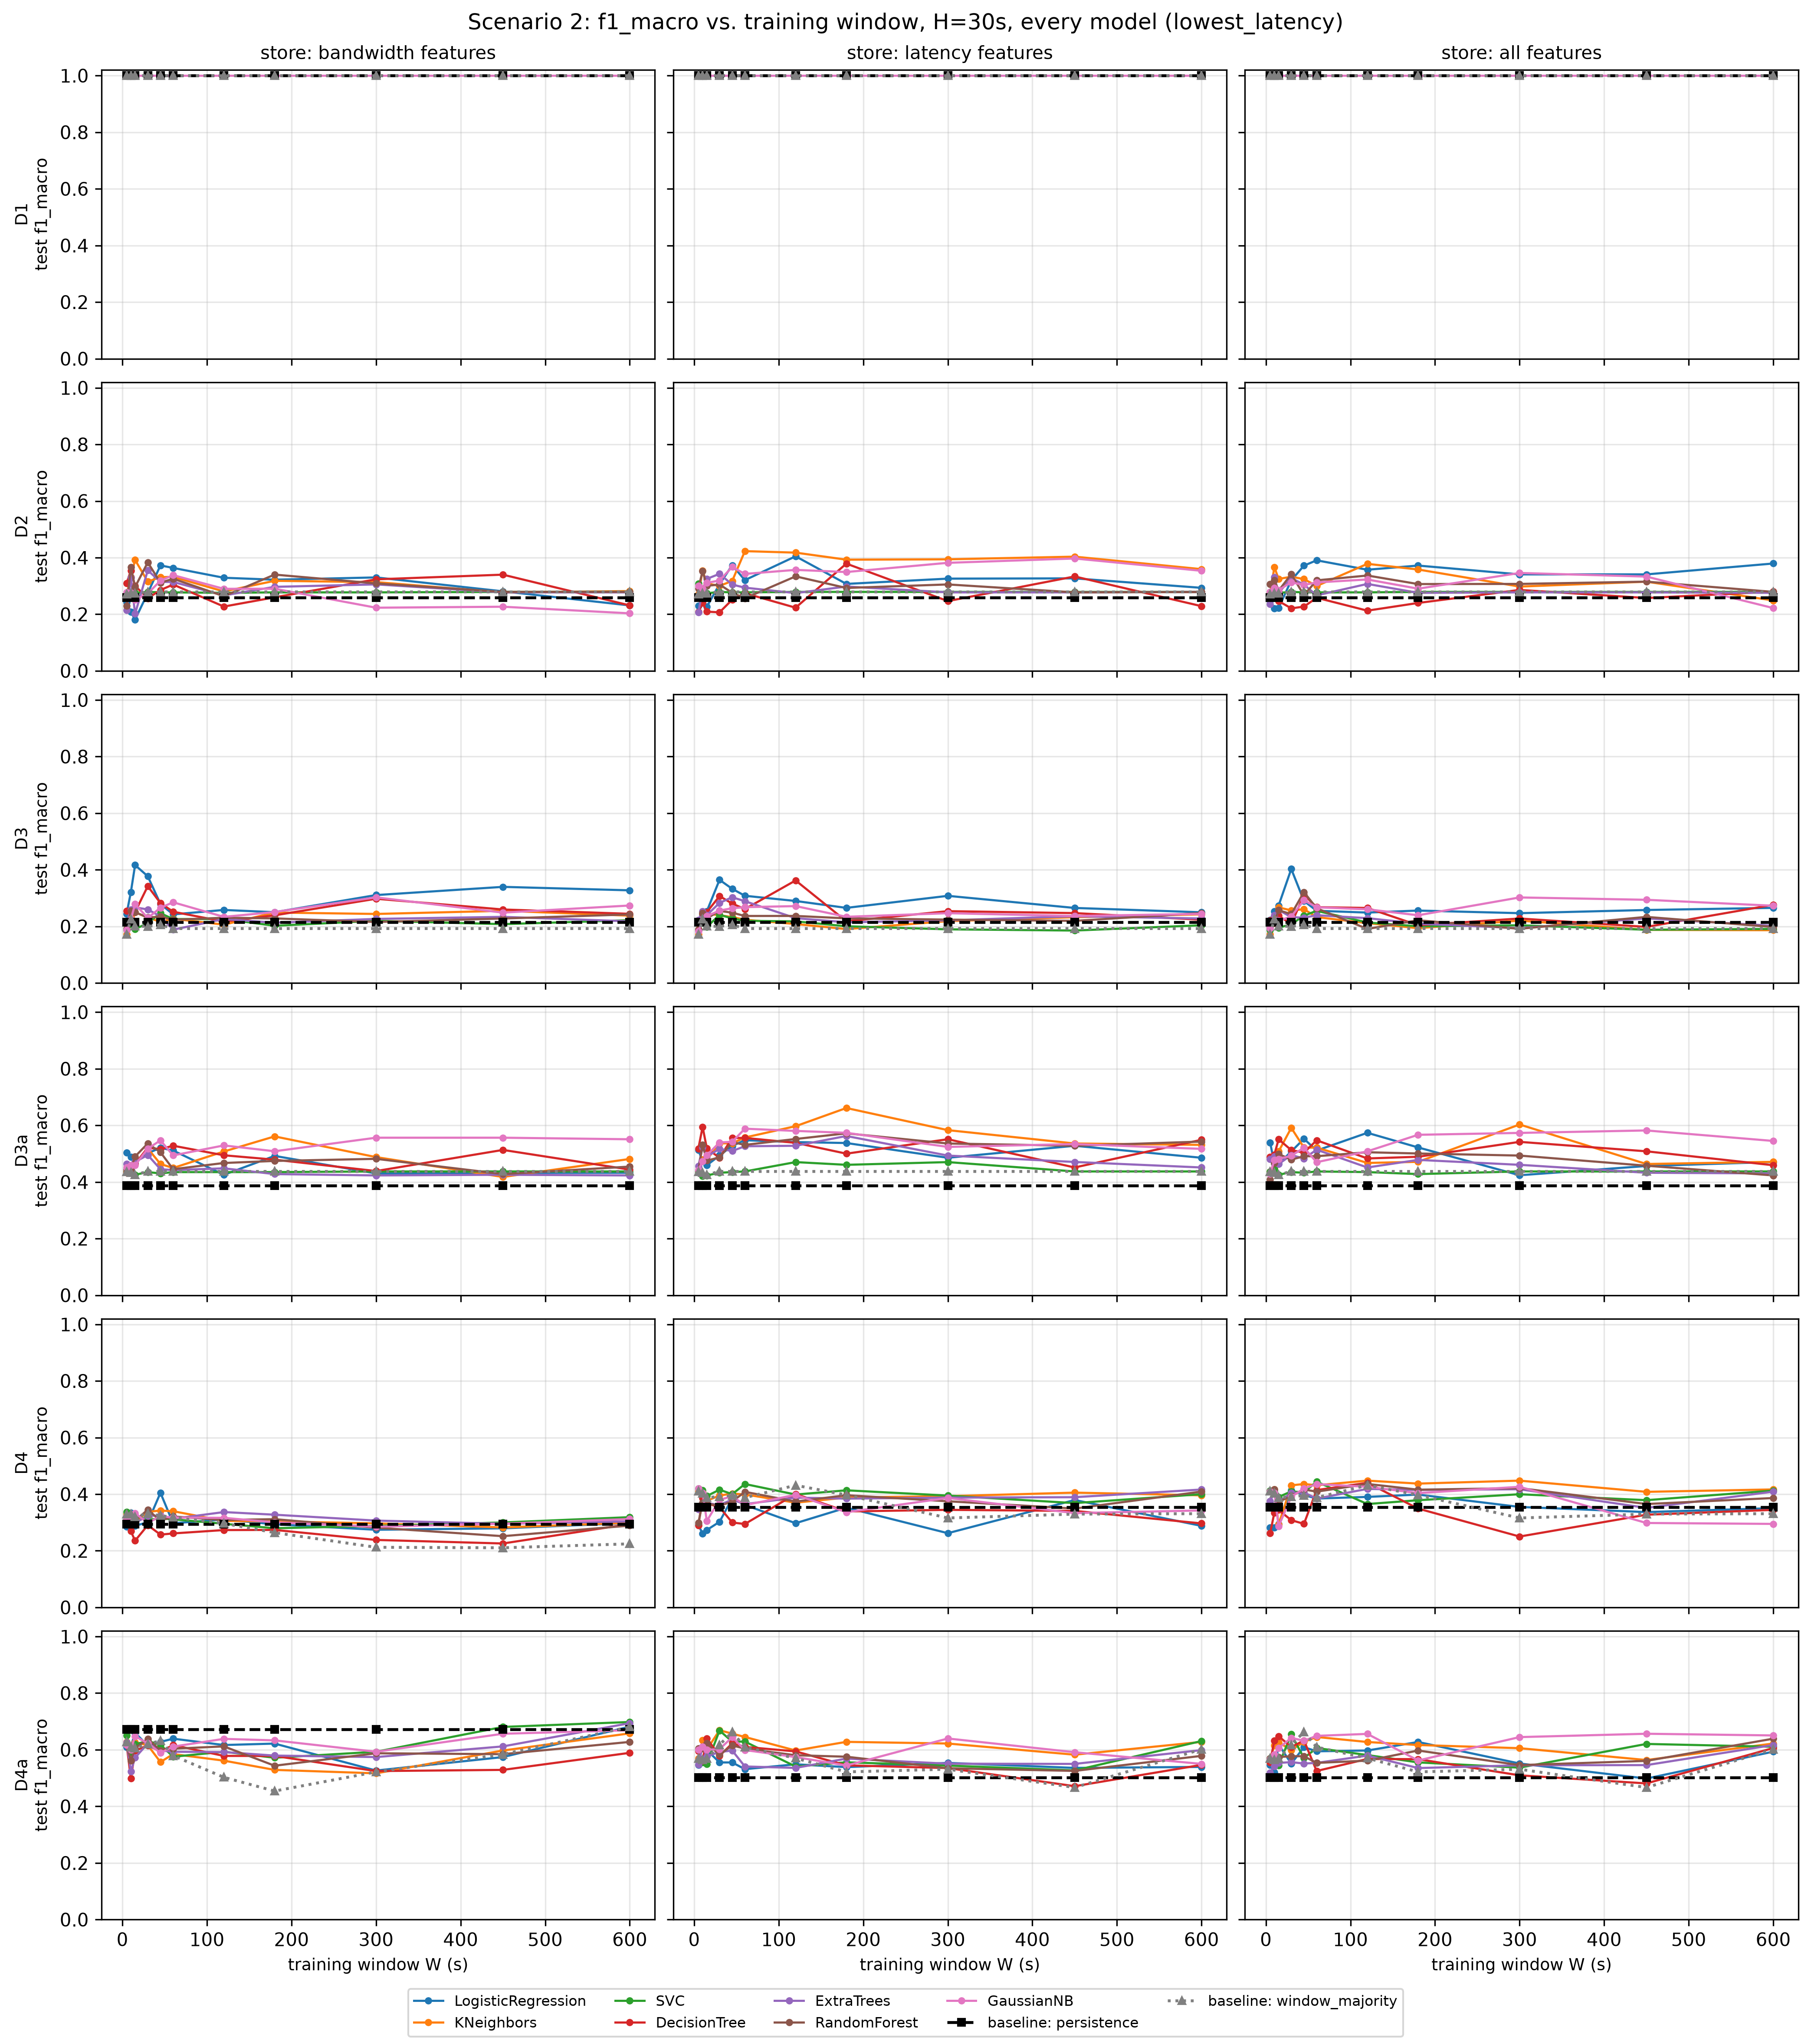 Scenario 2: f1_macro vs. training window, H=30s, every model (lowest_latency)
store: bandwidth features
store: latency features
store: all features
D1
test f1_macro
1.0
0.8
0.6
0.4
0.2
0.0
D2
test f1_macro
1.0
0.8
0.6
0.4
0.2
0.0
D3
test f1_macro
1.0
0.8
0.6
0.4
0.2
0.0
D3a
test f1_macro
1.0
0.8
0.6
0.4
0.2
0.0
D4
test f1_macro
1.0
0.8
0.6
0.4
0.2
0.0
D4a
test f1_macro
1.0
0.8
0.6
0.4
0.2
0.0
0 100 200 300 400 500 600
0 100 200 300 400 500 600
0 100 200 300 400 500 600
training window W (s)
training window W (s)
training window W (s)
LogisticRegression
KNeighbors
SVC
DecisionTree
ExtraTrees
RandomForest
GaussianNB
baseline: persistence
baseline: window_majority